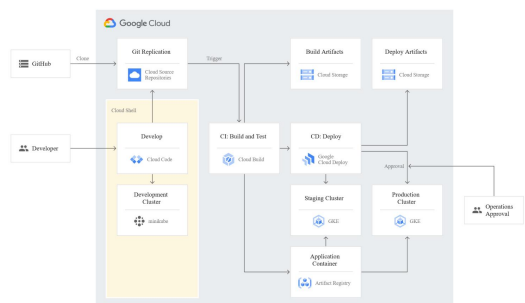 Google Cloud
GitHub
Clone
Git Replication
Cloud Source
Repositories
Trigger
Build Artifacts
Cloud Storage
Deploy Artifacts
Cloud Storage
Cloud Shell
Developer
Develop
Cloud Code
CI: Build and Test
Cloud Build
CD: Deploy
Google
Cloud Deploy
Approval
Development
Cluster
minikube
Staging Cluster
GKE
Production
Cluster
GKE
Operations
Approval
Application
Container
Artifact Registry